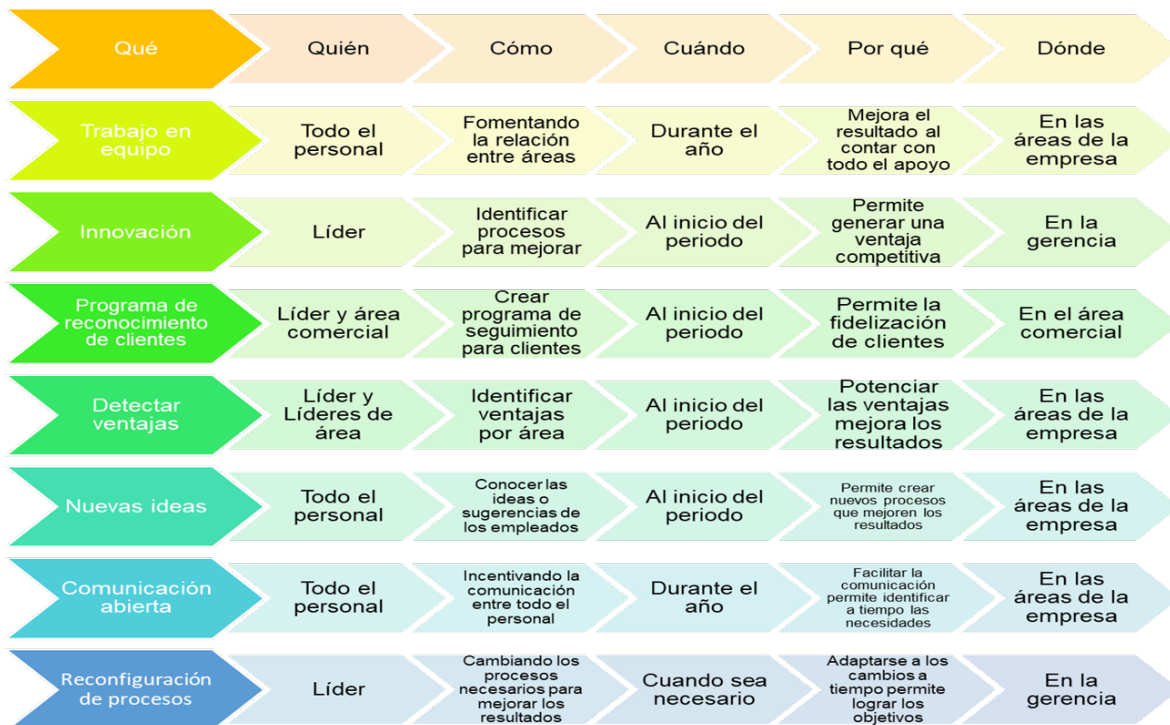 Qué
Quién
Cómo
Cuándo
Por qué
Dónde
Trabajo en
equipo
Todo el
personal
Fomentando
la relación
entre áreas
Durante el
año
Mejora el
resultado al
contar con
todo el apoyo
En las
áreas de la
empresa
Innovación
Líder
Identificar
procesos
para mejorar
Al inicio del
periodo
Permite
generar una
ventaja
competitiva
En la
gerencia
Programa de
reconocimiento
de clientes
Líder y área
comercial
Crear
programa de
seguimiento
para clientes
Al inicio del
periodo
Permite la
fidelización
de clientes
En el área
comercial
Detectar
ventajas
Líder y
Líderes de
área
Identificar
ventajas
por área
Al inicio del
periodo
Potenciar
las ventajas
mejora los
resultados
En las
áreas de la
empresa
Nuevas ideas
Todo el
personal
Conocer las
ideas o
sugerencias de
los empleados
Al inicio del
periodo
Permite crear
nuevos procesos
que mejoren los
resultados
En las
áreas de la
empresa
Comunicación
abierta
Todo el
personal
Incentivando la
comunicación
entre todo el
personal
Durante el
año
Facilitar la
comunicación
permite identificar
a tiempo las
necesidades
En las
áreas de la
empresa
Reconfiguración
de procesos
Líder
Cambiando los
procesos
necesarios para
mejorar los
resultados
Cuando sea
necesario
Adaptarse a los
cambios a
tiempo permite
lograr los
objetivos
En la
gerencia